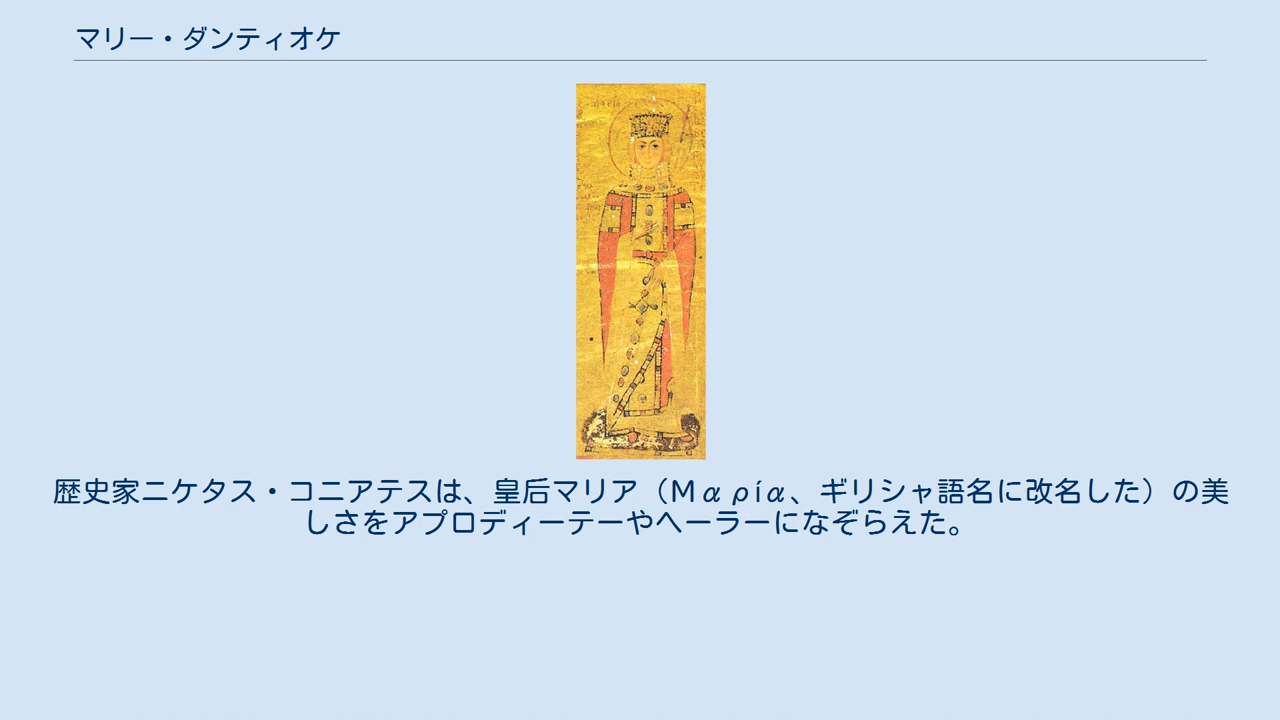 マリー・ダンティオケ
歴史家ニケタス・コニアテスは、皇后マリア（Μαρία、ギリシャ語名に改名した）の美
しさをアプロディーテーやヘーラーになぞらえた。